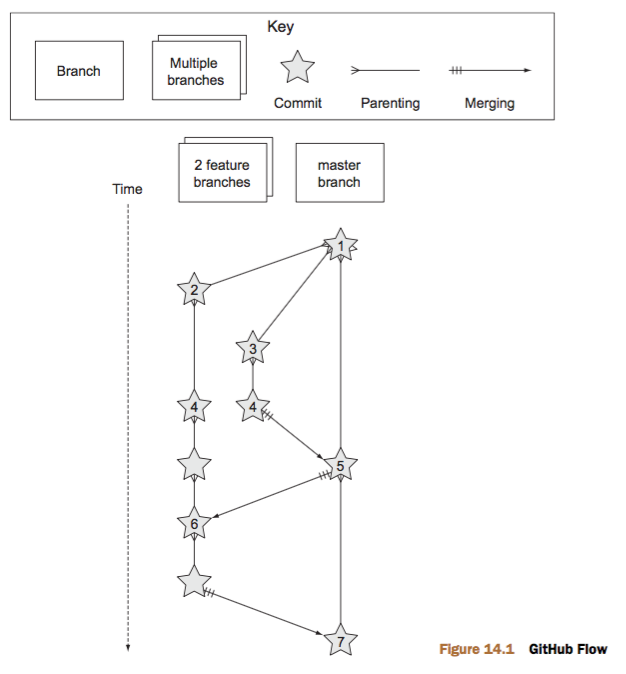 Key
Branch
Multiple
branches
Commit
Parenting
Merging
2 feature
branches
master
branch
Time
1
2
3
4
4
5
6
7
Figure 14.1 GitHub Flow